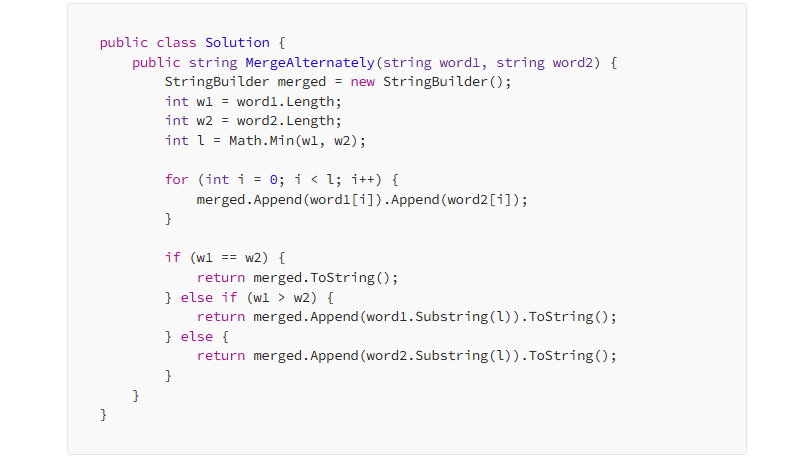 public class Solution {
    public string MergeAlternately(string word1, string word2) {
        StringBuilder merged = new StringBuilder();
        int w1 = word1.Length;
        int w2 = word2.Length;
        int l = Math.Min(w1, w2);

        for (int i = 0; i < l; i++) {
            merged.Append(word1[i]).Append(word2[i]);
        }

        if (w1 == w2) {
            return merged.ToString();
        } else if (w1 > w2) {
            return merged.Append(word1.Substring(l)).ToString();
        } else {
            return merged.Append(word2.Substring(l)).ToString();
        }
    }
}